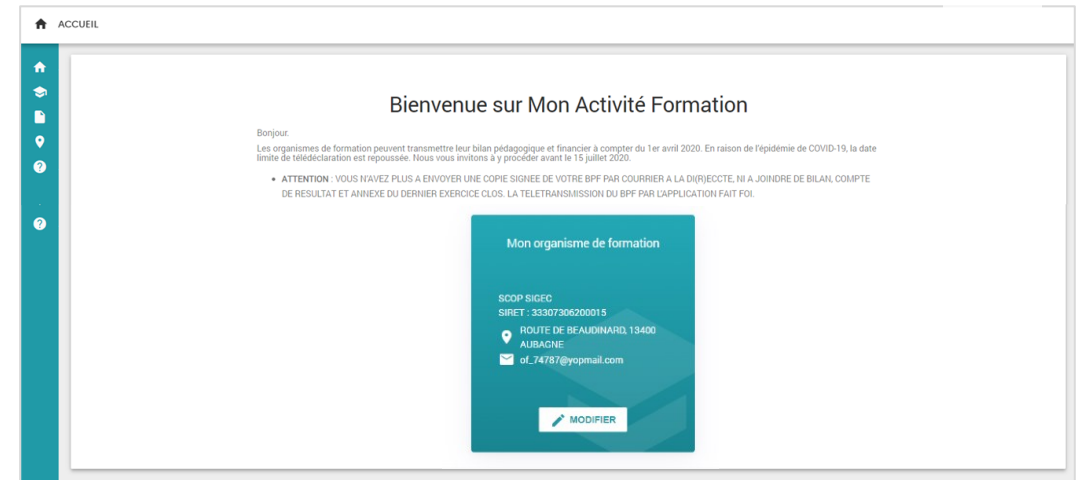 ACCUEIL
Bienvenue sur Mon Activité Formation
Bonjour.
Les organismes de formation peuvent transmettre leur bilan pédagogique et financier à compter du 1er avril 2020. En raison de l'épidémie de COVID-19, la date
limite de télédéclaration est repoussée. Nous vous invitons à y procéder avant le 15 juillet 2020.
• ATTENTION : VOUS N'AVEZ PLUS A ENVOYER UNE COPIE SIGNEE DE VOTRE BPF PAR COURRIER A LA DI(R)ECCTE, NI A JOINDRE DE BILAN, COMPTE
DE RESULTAT ET ANNEXE DU DERNIER EXERCICE CLOS. LA TELETRANSMISSION DU BPF PAR L'APPLICATION FAIT FOI.
Mon organisme de formation
SCOP SIGEC
SIRET : 33307306200015
ROUTE DE BEAUDINARD, 13400
AUBAGNE
of_74787@yopmail.com
MODIFIER